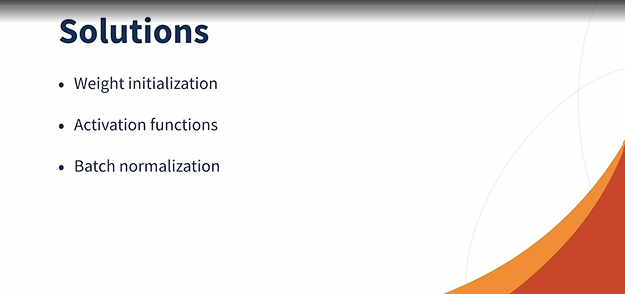 Solutions
• Weight initialization
• Activation functions
• Batch normalization